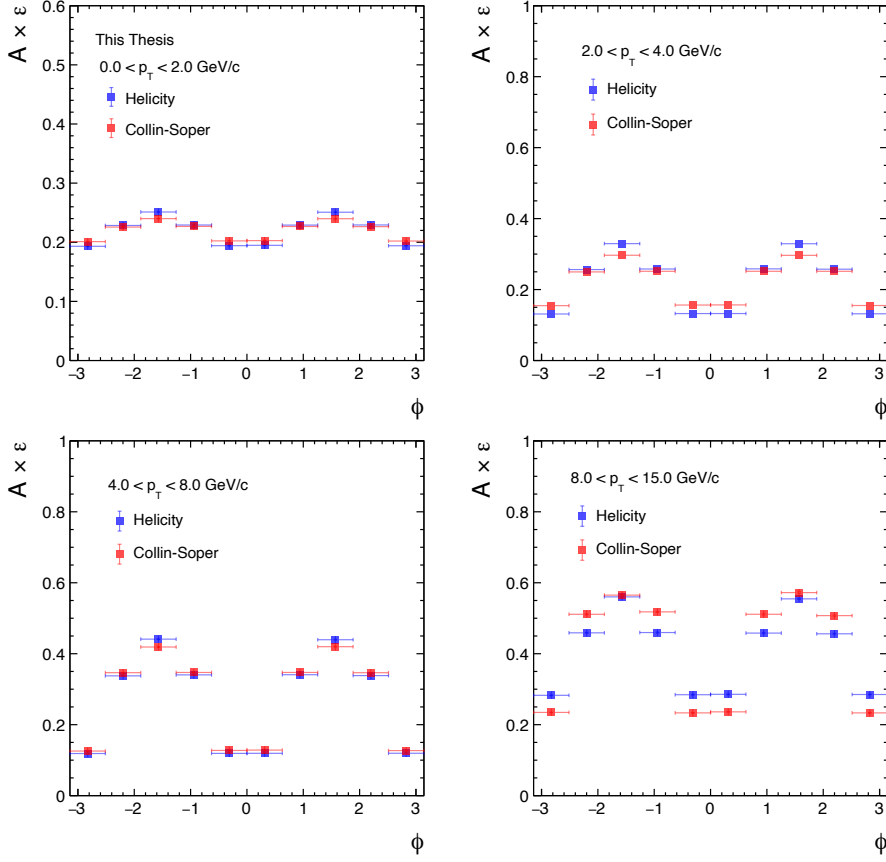 A × ε
0.6
0.5
0.4
0.3
0.2
0.1
0
This Thesis
0.0 < p_T < 2.0 GeV/c
Helicity
Collin-Soper
−3 −2 −1 0 1 2 3
ϕ
A × ε
1
0.8
0.6
0.4
0.2
0
2.0 < p_T < 4.0 GeV/c
Helicity
Collin-Soper
−3 −2 −1 0 1 2 3
ϕ
A × ε
1
0.8
0.6
0.4
0.2
0
4.0 < p_T < 8.0 GeV/c
Helicity
Collin-Soper
−3 −2 −1 0 1 2 3
ϕ
A × ε
1
0.8
0.6
0.4
0.2
0
8.0 < p_T < 15.0 GeV/c
Helicity
Collin-Soper
−3 −2 −1 0 1 2 3
ϕ